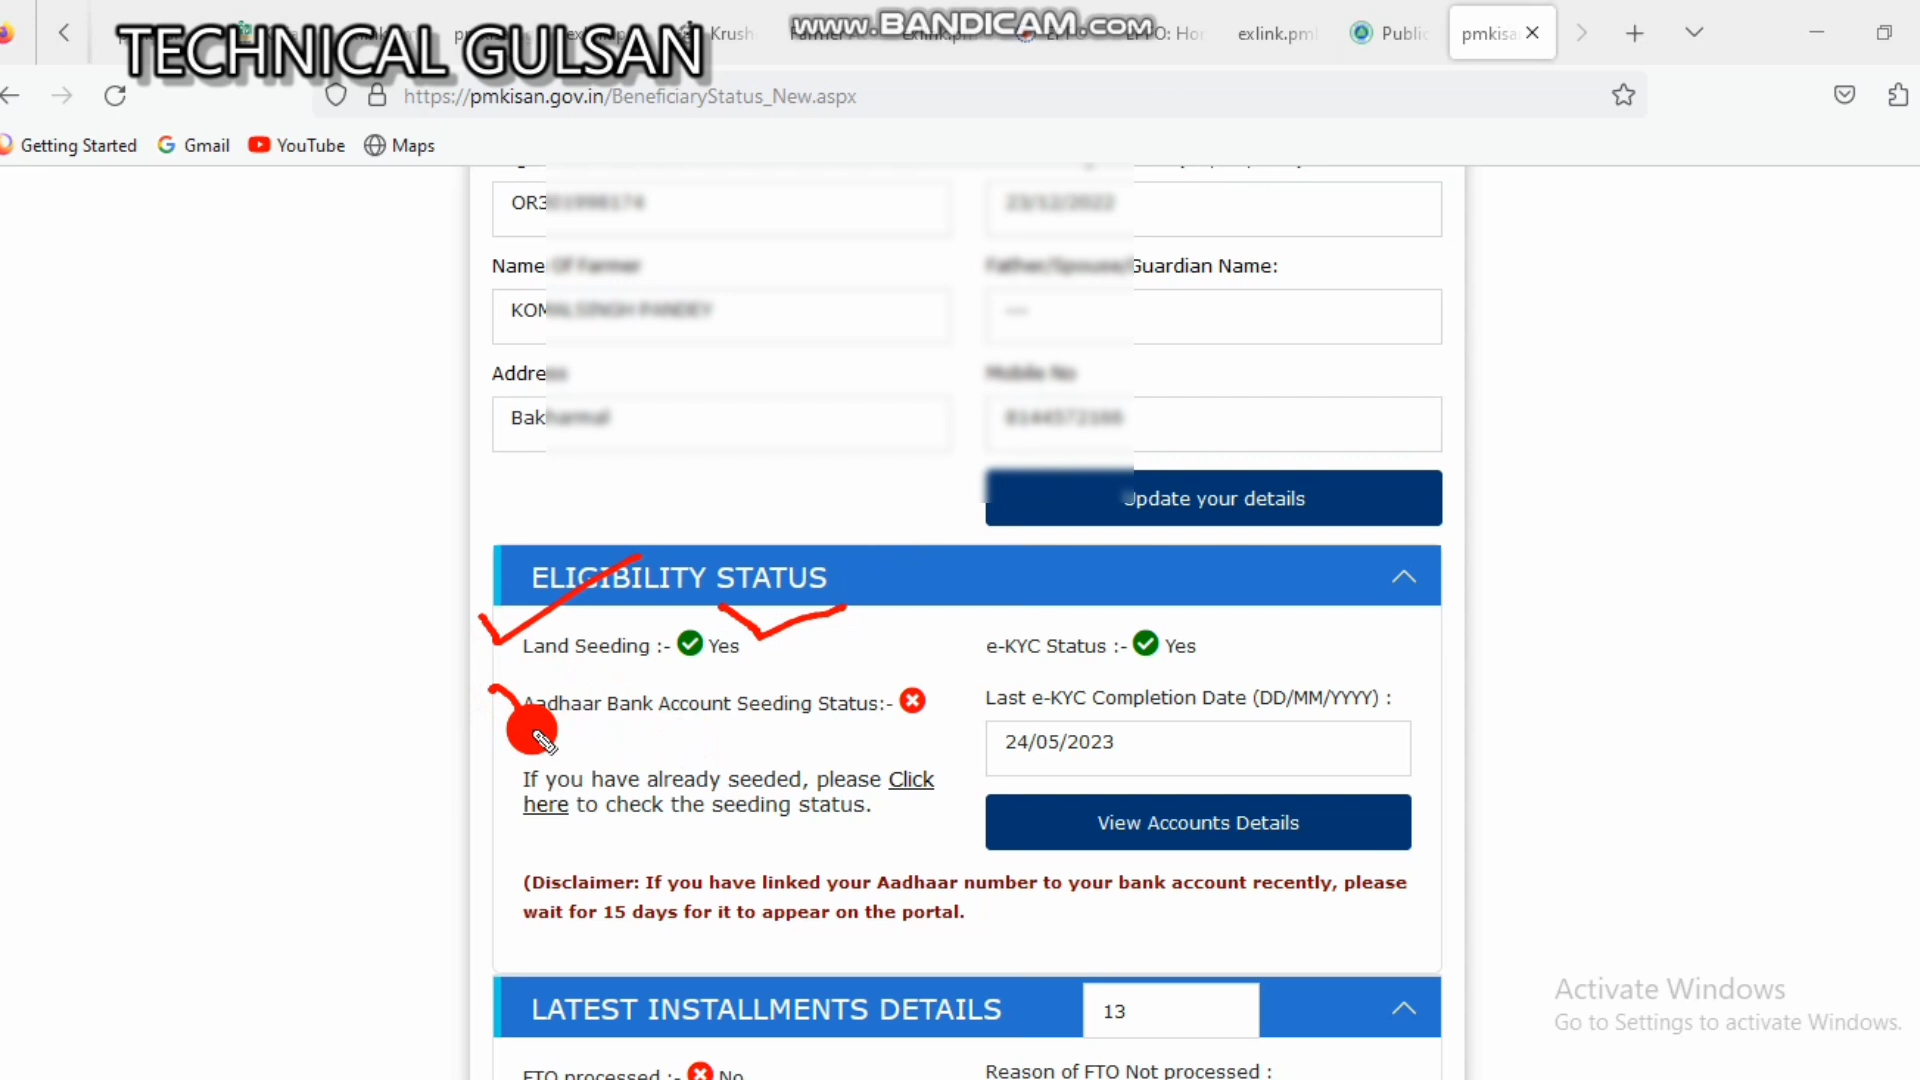 TECHNICAL GULSAN
www.BANDICAM.com
Krush
exlink.pml
Public
pmkisa
https://pmkisan.gov.in/BeneficiaryStatus_New.aspx
Getting Started
Gmail
YouTube
Maps
Name
Guardian Name:
Update your details
ELIGIBILITY STATUS
Land Seeding :- Yes
e-KYC Status :- Yes
Aadhaar Bank Account Seeding Status:-
Last e-KYC Completion Date (DD/MM/YYYY) :
24/05/2023
If you have already seeded, please Click
here to check the seeding status.
View Accounts Details
(Disclaimer: If you have linked your Aadhaar number to your bank account recently, please
wait for 15 days for it to appear on the portal.
LATEST INSTALLMENTS DETAILS
13
FTO processed :- No
Reason of FTO Not processed :
Activate Windows
Go to Settings to activate Windows.